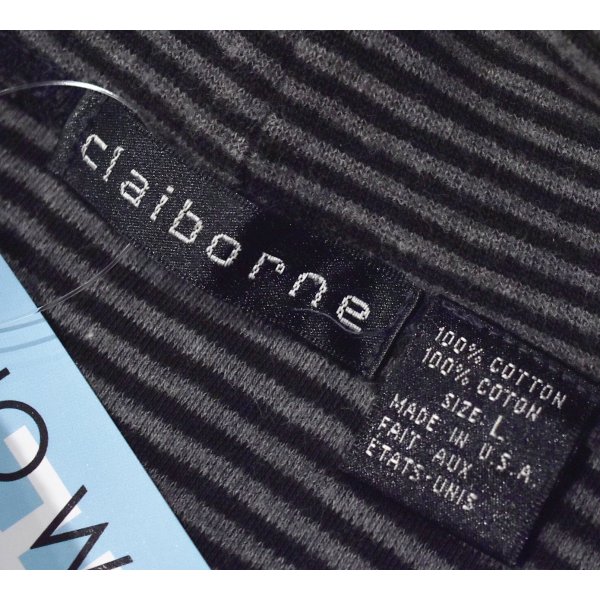 claiborne
100% COTTON
100% COTON
SIZE L
MADE IN U.S.A.
FAIT AUX
ETATS-UNIS